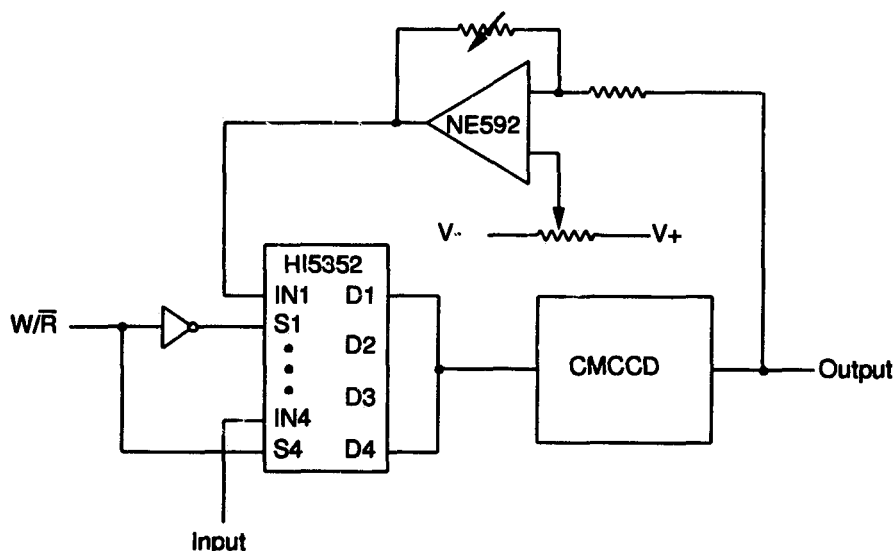 NE592
V-
V+
HI5352
IN1 D1
W/R̅
S1
D2
CMCCD
Output
D3
IN4
S4 D4
Input